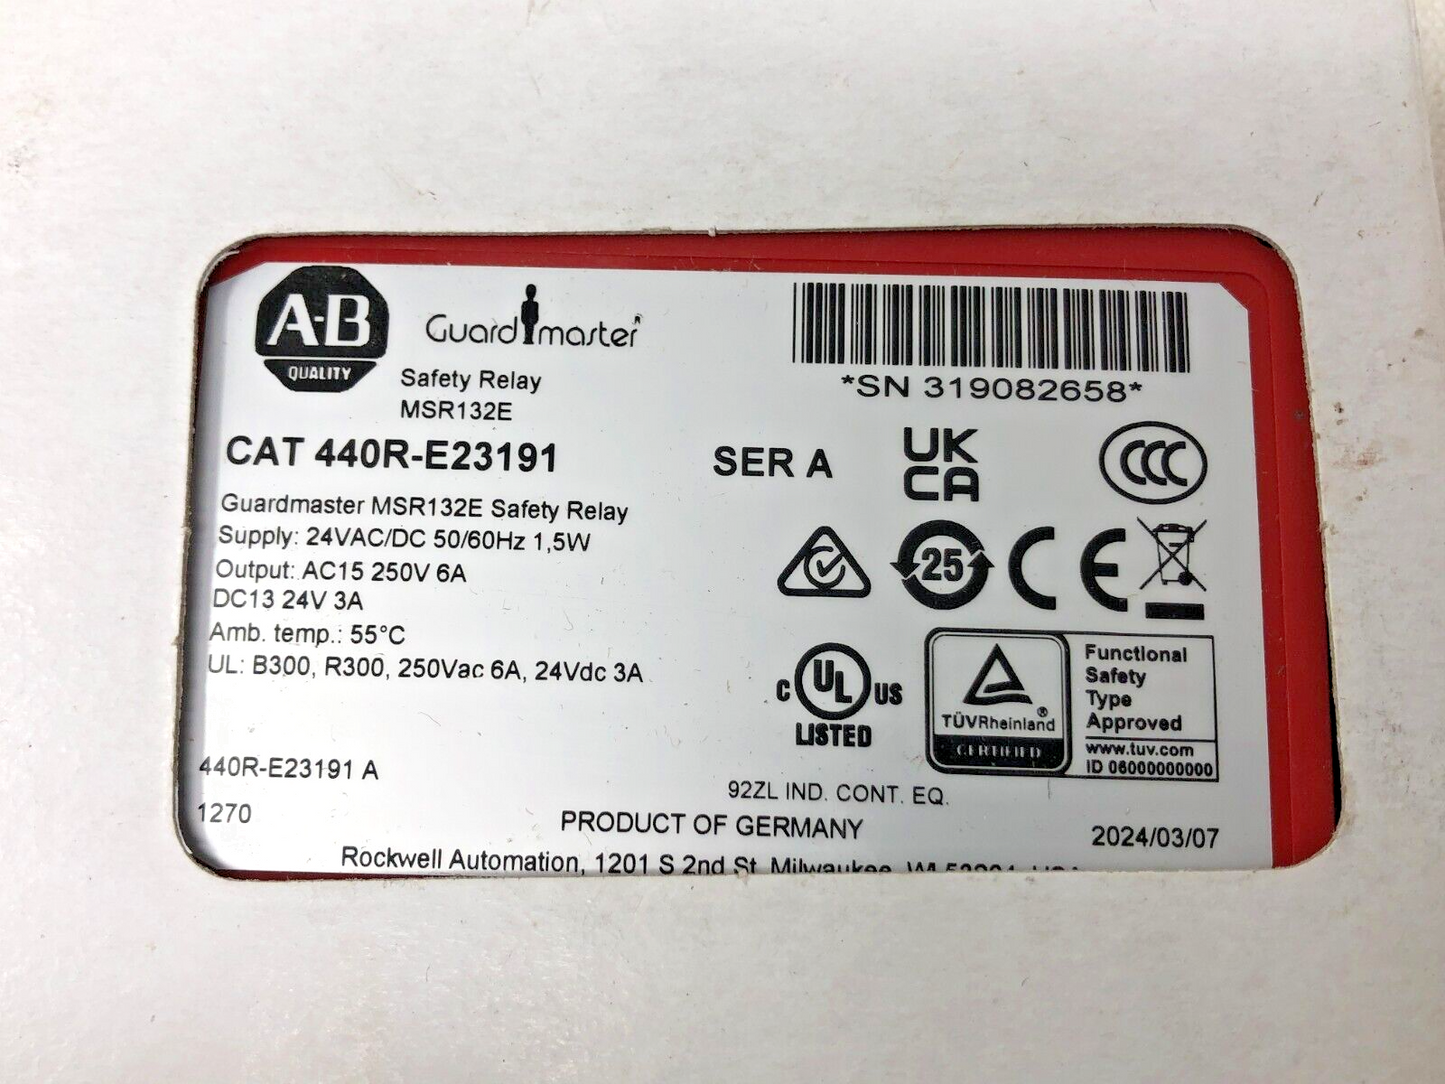 A-B
QUALITY
Guardmaster
Safety Relay
MSR132E
*SN 319082658*
CAT 440R-E23191
SER A
UK
CA
CCC
Guardmaster MSR132E Safety Relay
Supply: 24VAC/DC 50/60Hz 1,5W
Output: AC15 250V 6A
DC13 24V 3A
Amb. temp.: 55°C
UL: B300, R300, 250Vac 6A, 24Vdc 3A
25
CE
C UL US
LISTED
TÜVRheinland®
CERTIFIED
Functional
Safety
Type
Approved
www.tuv.com
ID 06000000000
440R-E23191 A
1270
92ZL IND. CONT. EQ.
PRODUCT OF GERMANY
2024/03/07
Rockwell Automation, 1201 S 2nd St. Milwaukee, WI